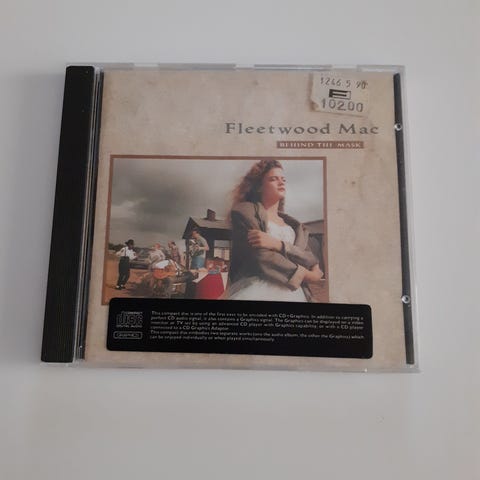 1246 5 90
102.00
Fleetwood Mac
BEHIND THE MASK
COMPACT
disc
DIGITAL AUDIO
GRAPHICS
This compact disc is one of the first ever to be encoded with CD+Graphics. In addition to carrying a
perfect CD audio signal, it also contains a Graphics signal. The Graphics can be displayed on a video
monitor or TV set by using an advanced CD player with Graphics capability, or with a CD player
connected to a CD Graphics Adaptor.
This compact disc embodies two separate works (one the audio album, the other the Graphics) which
can be enjoyed individually or when played simultaneously.